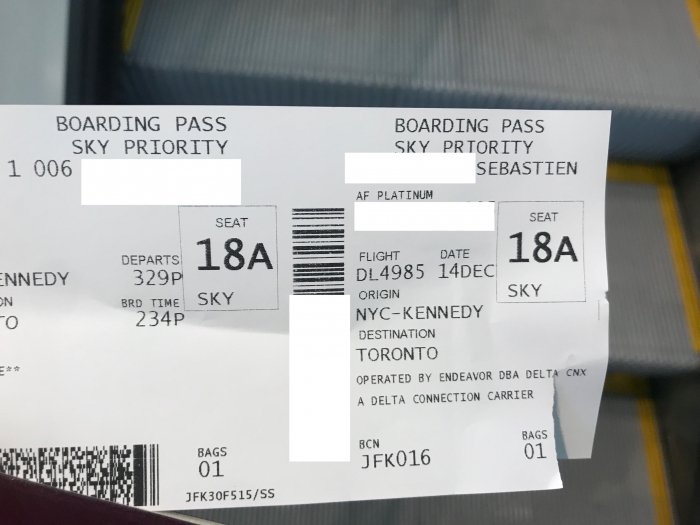 BOARDING PASS
SKY PRIORITY
1 006
SEAT
18A
SKY
DEPARTS
329P
BRD TIME
234P
ENNEDY
ON
TO
E**
BAGS
01
JFK30F515/SS
BOARDING PASS
SKY PRIORITY
SEBASTIEN
AF PLATINUM
SEAT
18A
SKY
FLIGHT DATE
DL4985 14DEC
ORIGIN
NYC-KENNEDY
DESTINATION
TORONTO
OPERATED BY ENDEAVOR DBA DELTA CNX
A DELTA CONNECTION CARRIER
BCN
JFK016
BAGS
01